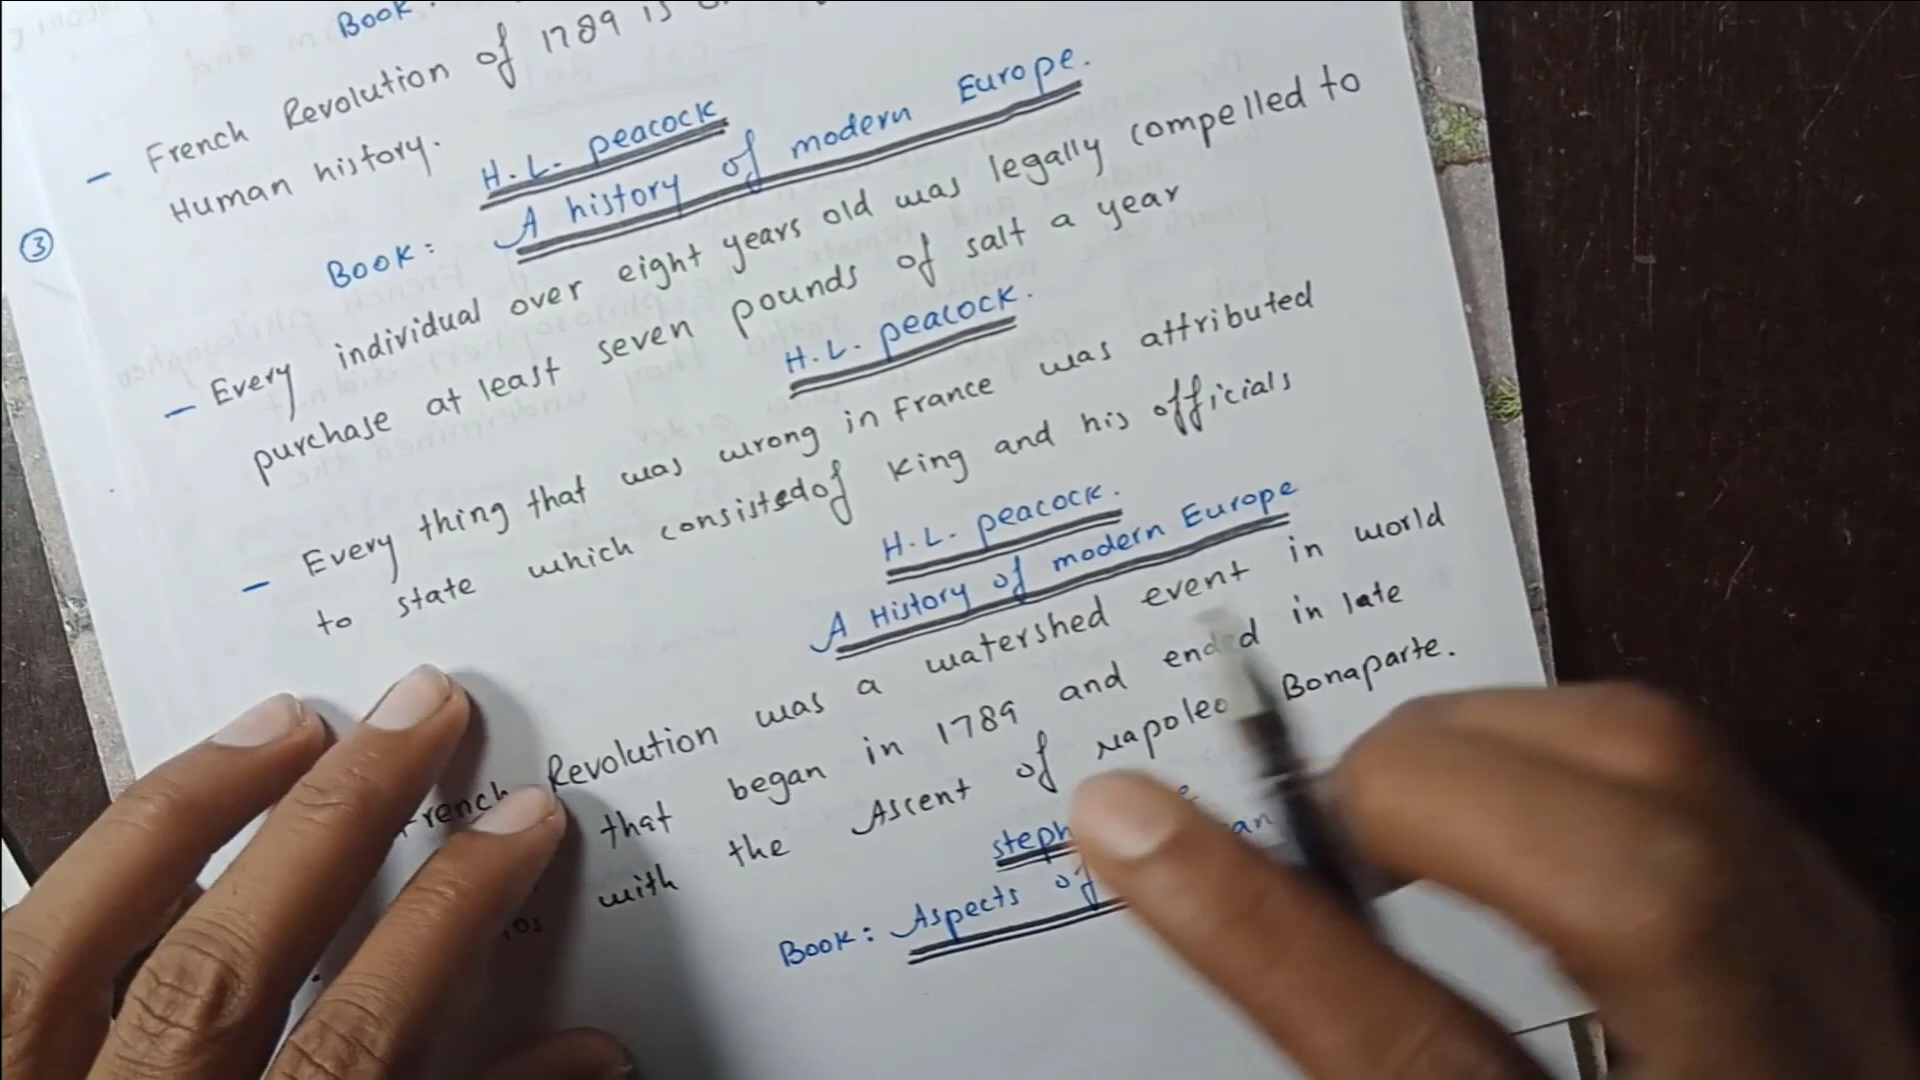 Book
- French Revolution of 1789 is
Human history.
H.L. peacock
③
Book: A history of modern Europe.
- Every individual over eight years old was legally compelled to
purchase at least seven pounds of salt a year
H.L. peacock.
- Every thing that was wrong in France was attributed
to state which consisted of King and his officials
H.L. peacock.
A History of modern Europe
French Revolution was a watershed event in world
that began in 1789 and ended in late
with the Ascent of Napoleo Bonaparte.
Book: Aspects of